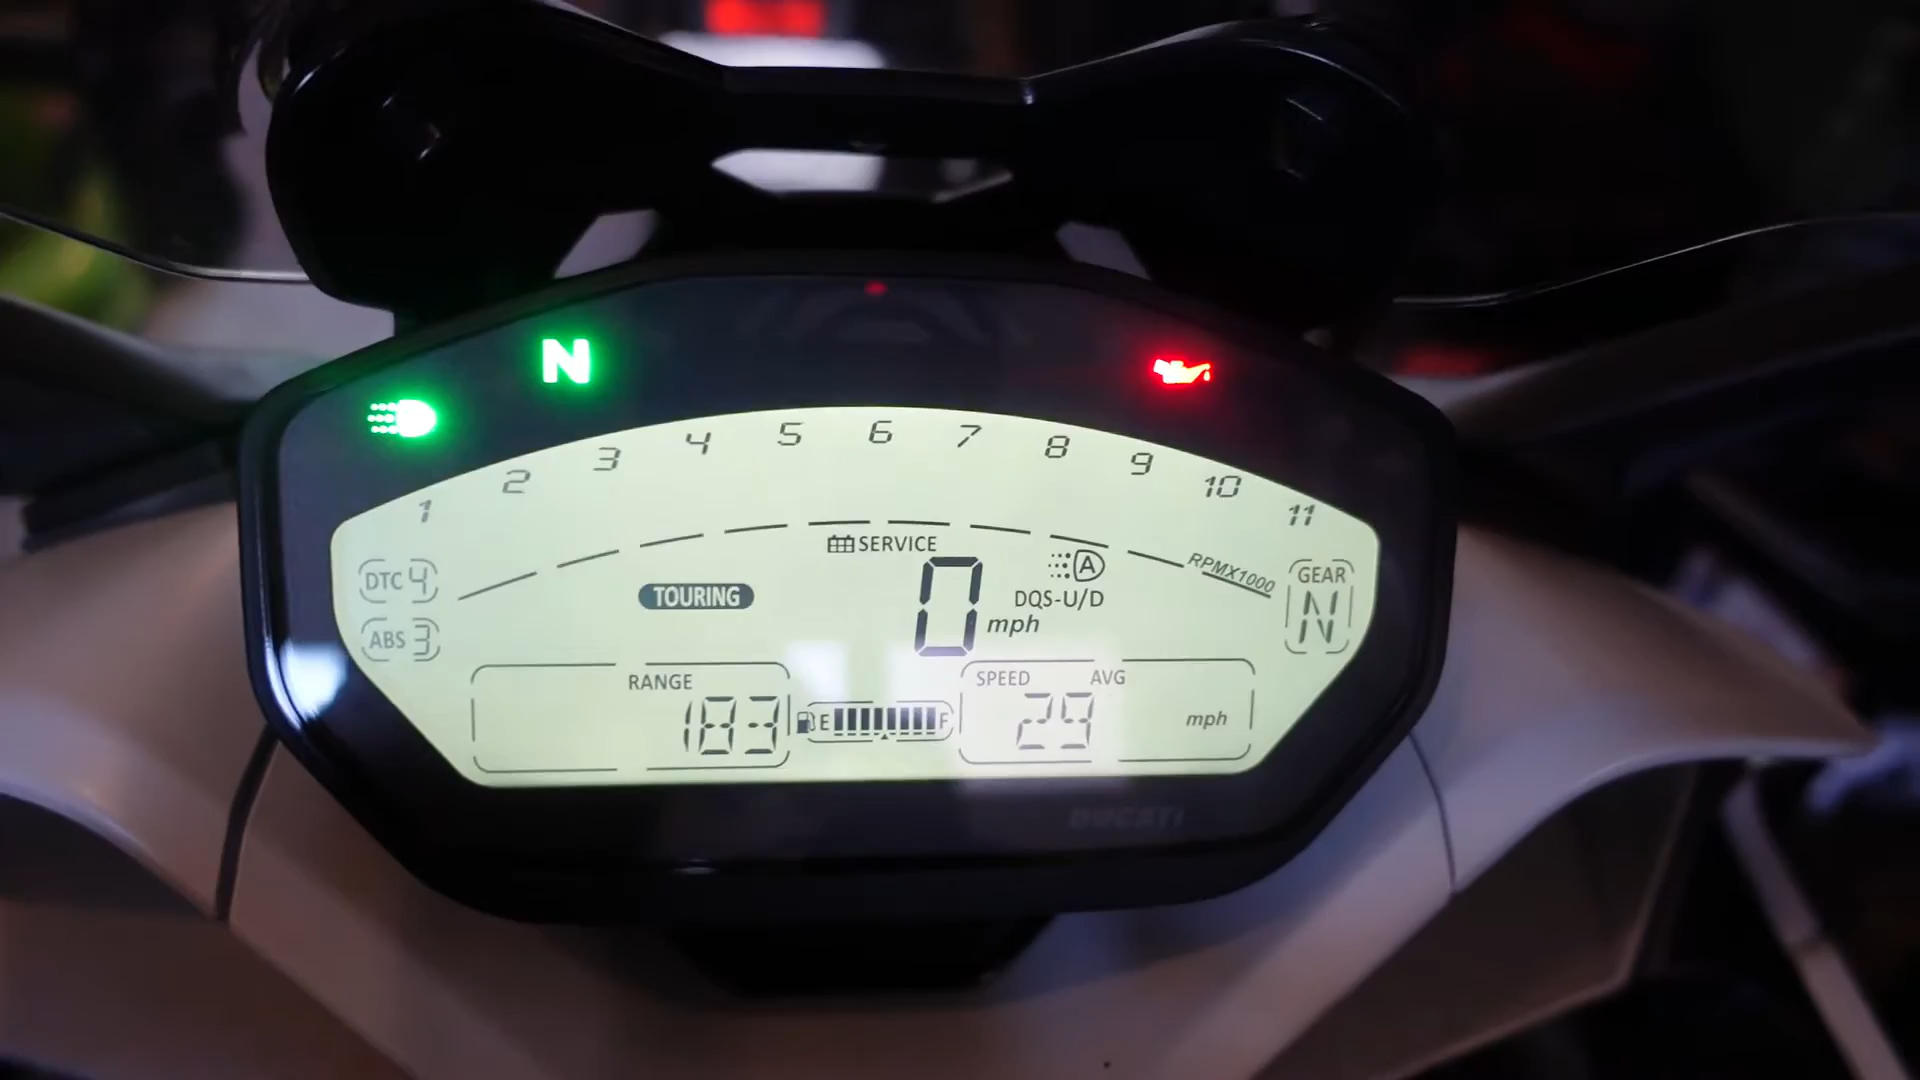 N
1 2 3 4 5 6 7 8 9 10 11
RPMX1000
SERVICE
A
DTC 4
TOURING
0 mph
DQS-U/D
GEAR
N
ABS 3
RANGE
183
E F
SPEED AVG
29 mph
DUCATI